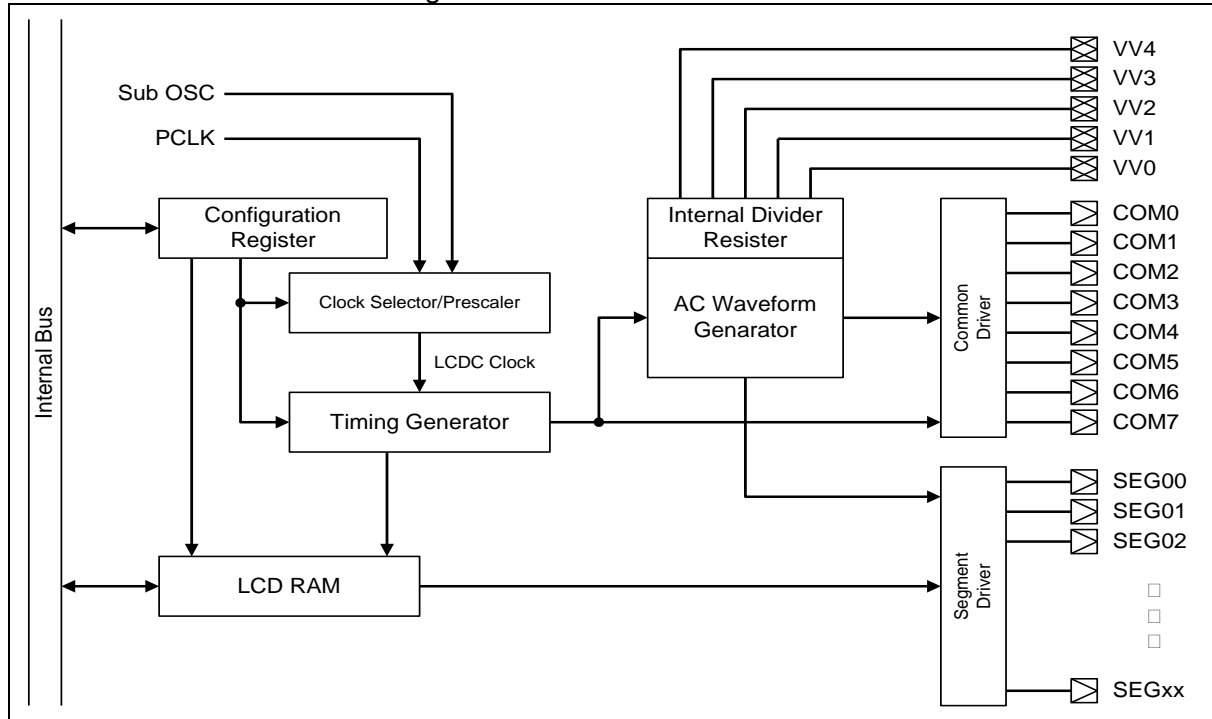 g
Sub OSC
PCLK
VV4
VV3
VV2
VV1
VV0
Internal Bus
Configuration
Register
Clock Selector/Prescaler
LCDC Clock
Timing Generator
LCD RAM
Internal Divider
Resister
AC Waveform
Genarator
Common
Driver
COM0
COM1
COM2
COM3
COM4
COM5
COM6
COM7
Segment
Driver
SEG00
SEG01
SEG02
SEGxx